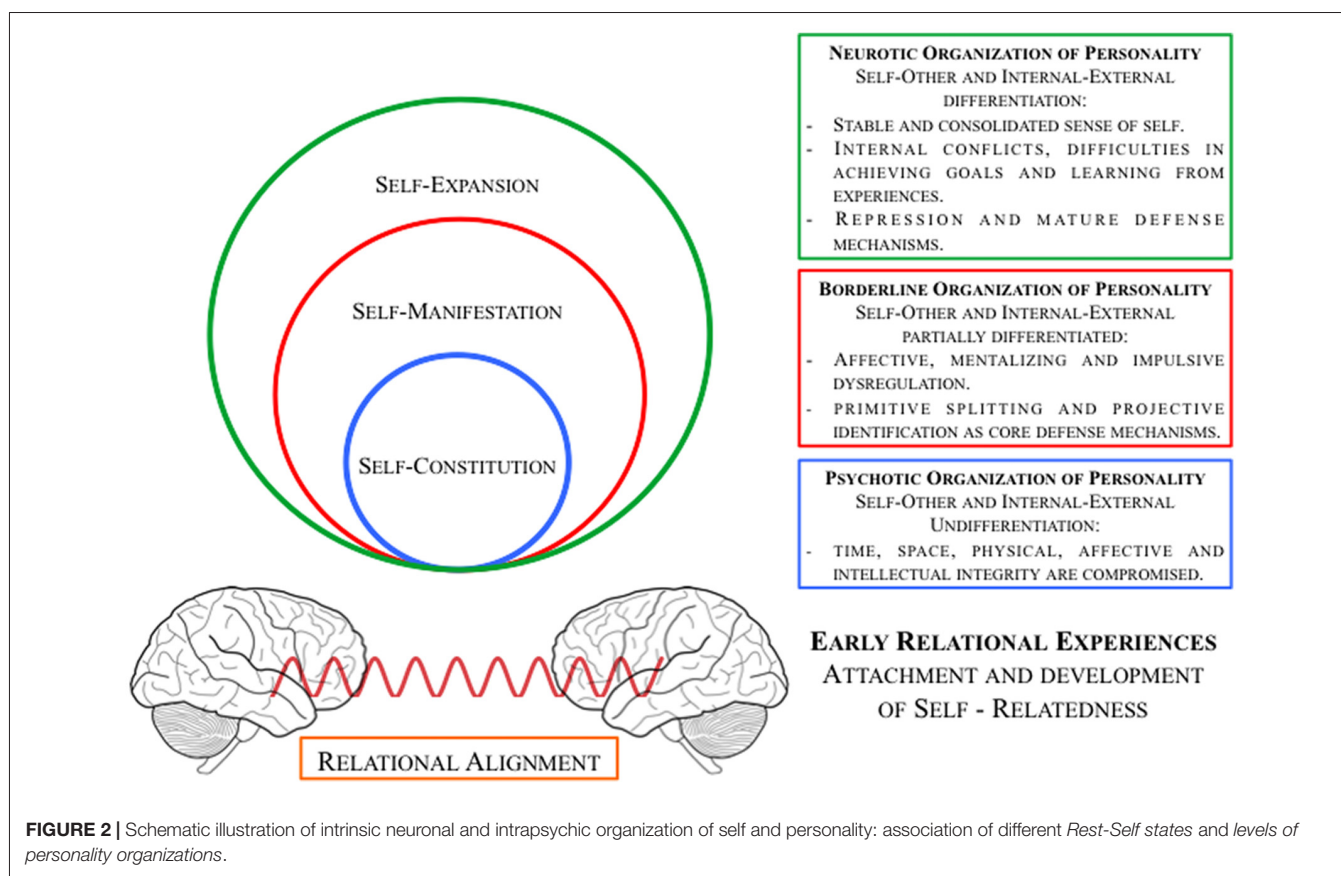 SELF-EXPANSION
SELF-MANIFESTATION
SELF-CONSTITUTION
RELATIONAL ALIGNMENT
NEUROTIC ORGANIZATION OF PERSONALITY
SELF-OTHER AND INTERNAL-EXTERNAL
DIFFERENTIATION:
- STABLE AND CONSOLIDATED SENSE OF SELF.
- INTERNAL CONFLICTS, DIFFICULTIES IN
ACHIEVING GOALS AND LEARNING FROM
EXPERIENCES.
- REPRESSION AND MATURE DEFENSE
MECHANISMS.
BORDERLINE ORGANIZATION OF PERSONALITY
SELF-OTHER AND INTERNAL-EXTERNAL
PARTIALLY DIFFERENTIATED:
- AFFECTIVE, MENTALIZING AND IMPULSIVE
DYSREGULATION.
- PRIMITIVE SPLITTING AND PROJECTIVE
IDENTIFICATION AS CORE DEFENSE MECHANISMS.
PSYCHOTIC ORGANIZATION OF PERSONALITY
SELF-OTHER AND INTERNAL-EXTERNAL
UNDIFFERENTIATION:
- TIME, SPACE, PHYSICAL, AFFECTIVE AND
INTELLECTUAL INTEGRITY ARE COMPROMISED.
EARLY RELATIONAL EXPERIENCES
ATTACHMENT AND DEVELOPMENT
OF SELF - RELATEDNESS
FIGURE 2 | Schematic illustration of intrinsic neuronal and intrapsychic organization of self and personality: association of different Rest-Self states and levels of
personality organizations.